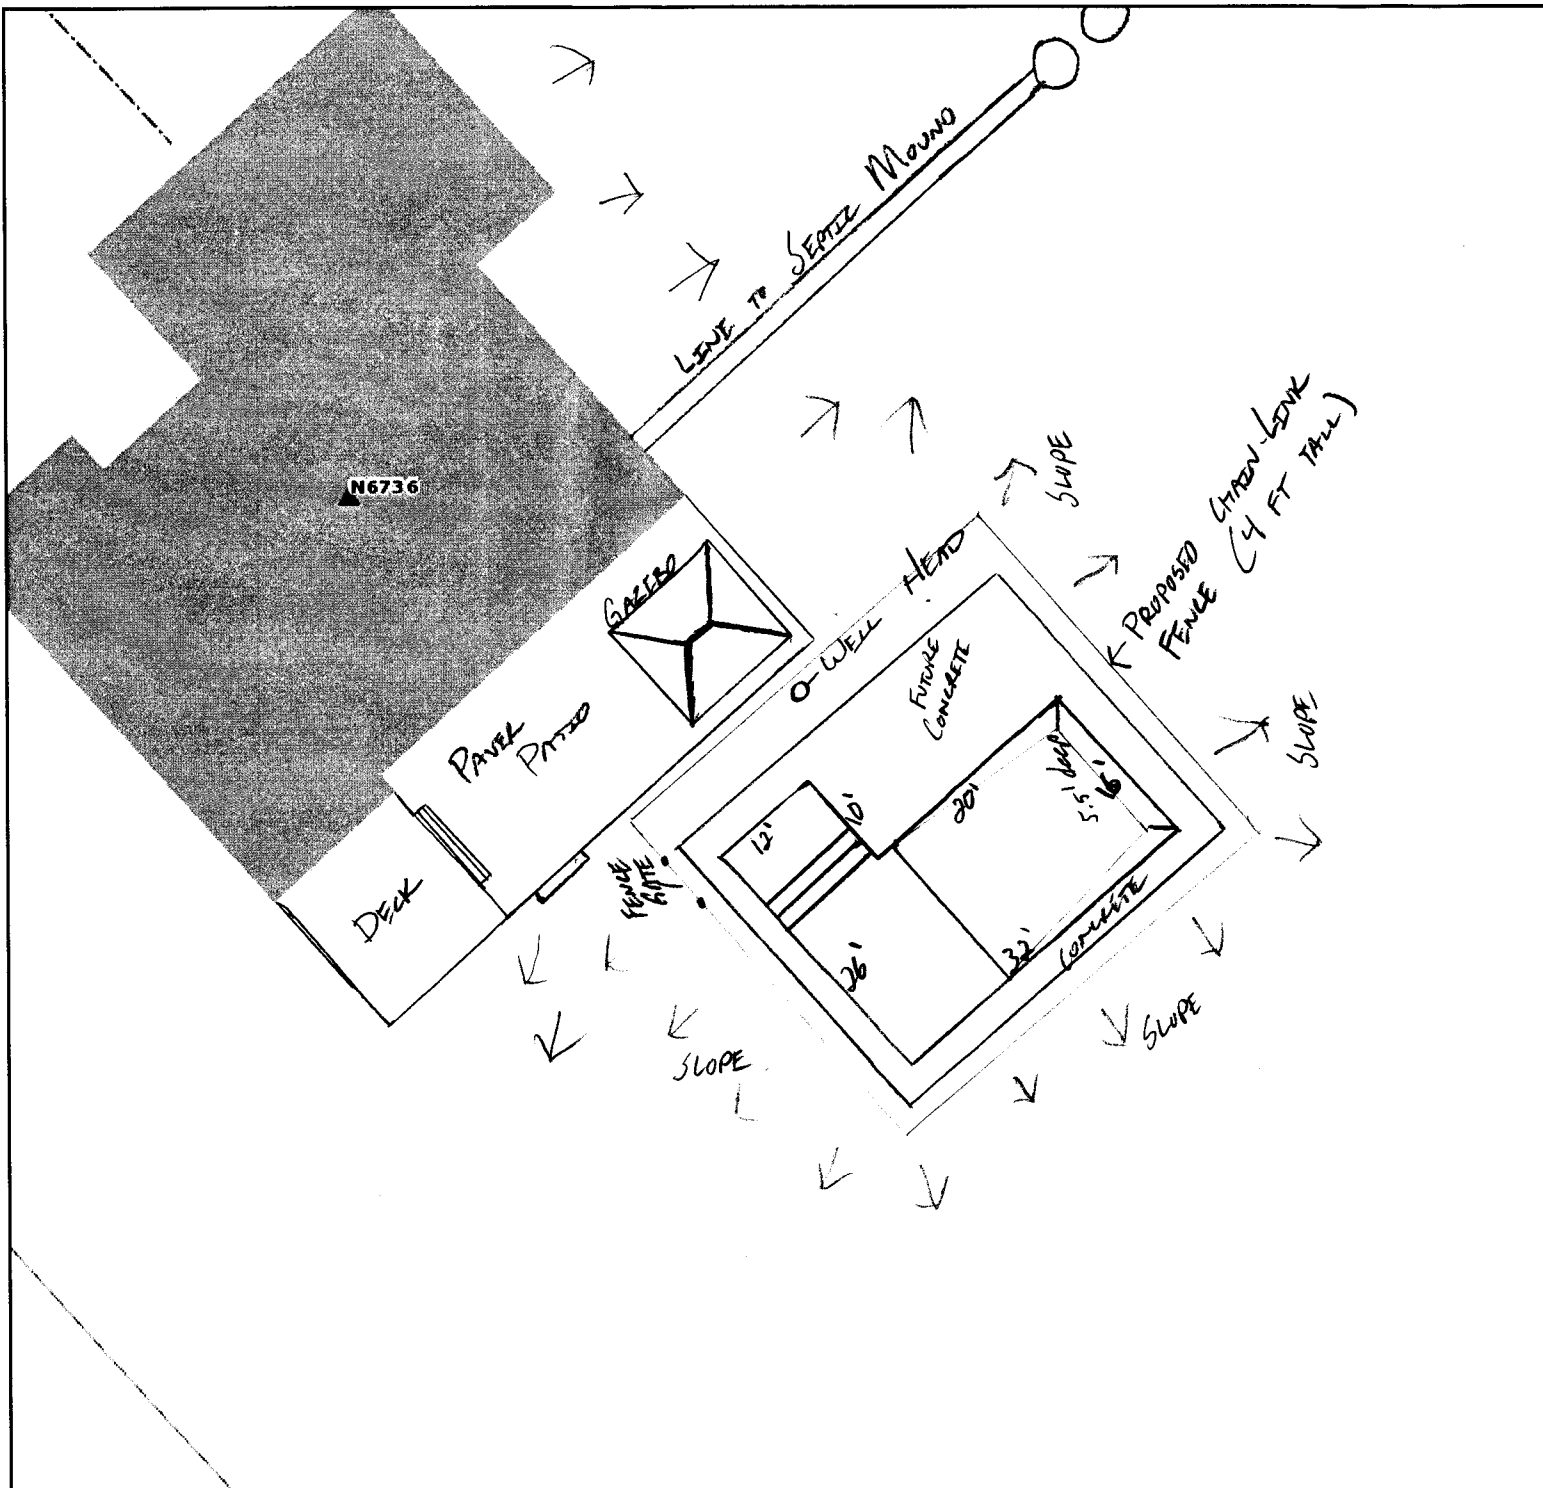 LINE TO SEPTIC MOUND
N6736
GAZEBO
WELL HEAD
SLOPE
PROPOSED CHAIN-LINK
FENCE (4 FT TALL)
FUTURE
CONCRETE
PAVER
PATIO
SLOPE
5.5' deep
16'
20'
10'
12'
FENCE
GATE
DECK
26'
32'
CONCRETE
SLOPE
SLOPE